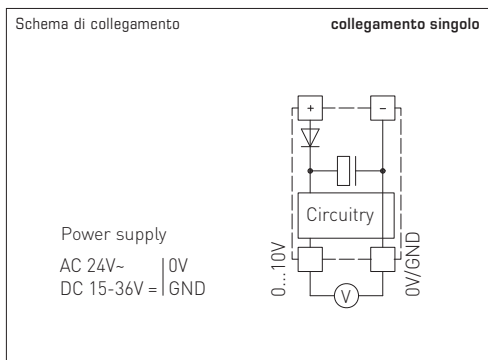 Schema di collegamento
collegamento singolo
+ −
Circuitry
Power supply
AC 24V~ | 0V
DC 15-36V = | GND
0...10V
V
0V/GND